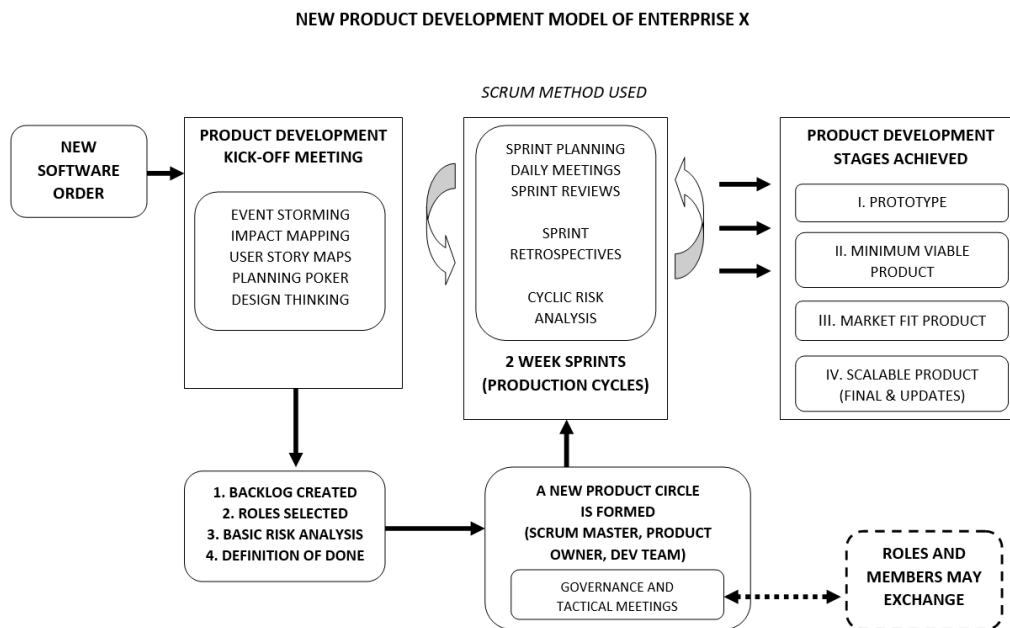 NEW PRODUCT DEVELOPMENT MODEL OF ENTERPRISE X
SCRUM METHOD USED
NEW
SOFTWARE
ORDER
PRODUCT DEVELOPMENT
KICK-OFF MEETING
EVENT STORMING
IMPACT MAPPING
USER STORY MAPS
PLANNING POKER
DESIGN THINKING
SPRINT PLANNING
DAILY MEETINGS
SPRINT REVIEWS
SPRINT
RETROSPECTIVES
CYCLIC RISK
ANALYSIS
2 WEEK SPRINTS
(PRODUCTION CYCLES)
PRODUCT DEVELOPMENT
STAGES ACHIEVED
I. PROTOTYPE
II. MINIMUM VIABLE
PRODUCT
III. MARKET FIT PRODUCT
IV. SCALABLE PRODUCT
(FINAL & UPDATES)
1. BACKLOG CREATED
2. ROLES SELECTED
3. BASIC RISK ANALYSIS
4. DEFINITION OF DONE
A NEW PRODUCT CIRCLE
IS FORMED
(SCRUM MASTER, PRODUCT
OWNER, DEV TEAM)
GOVERNANCE AND
TACTICAL MEETINGS
ROLES AND
MEMBERS MAY
EXCHANGE